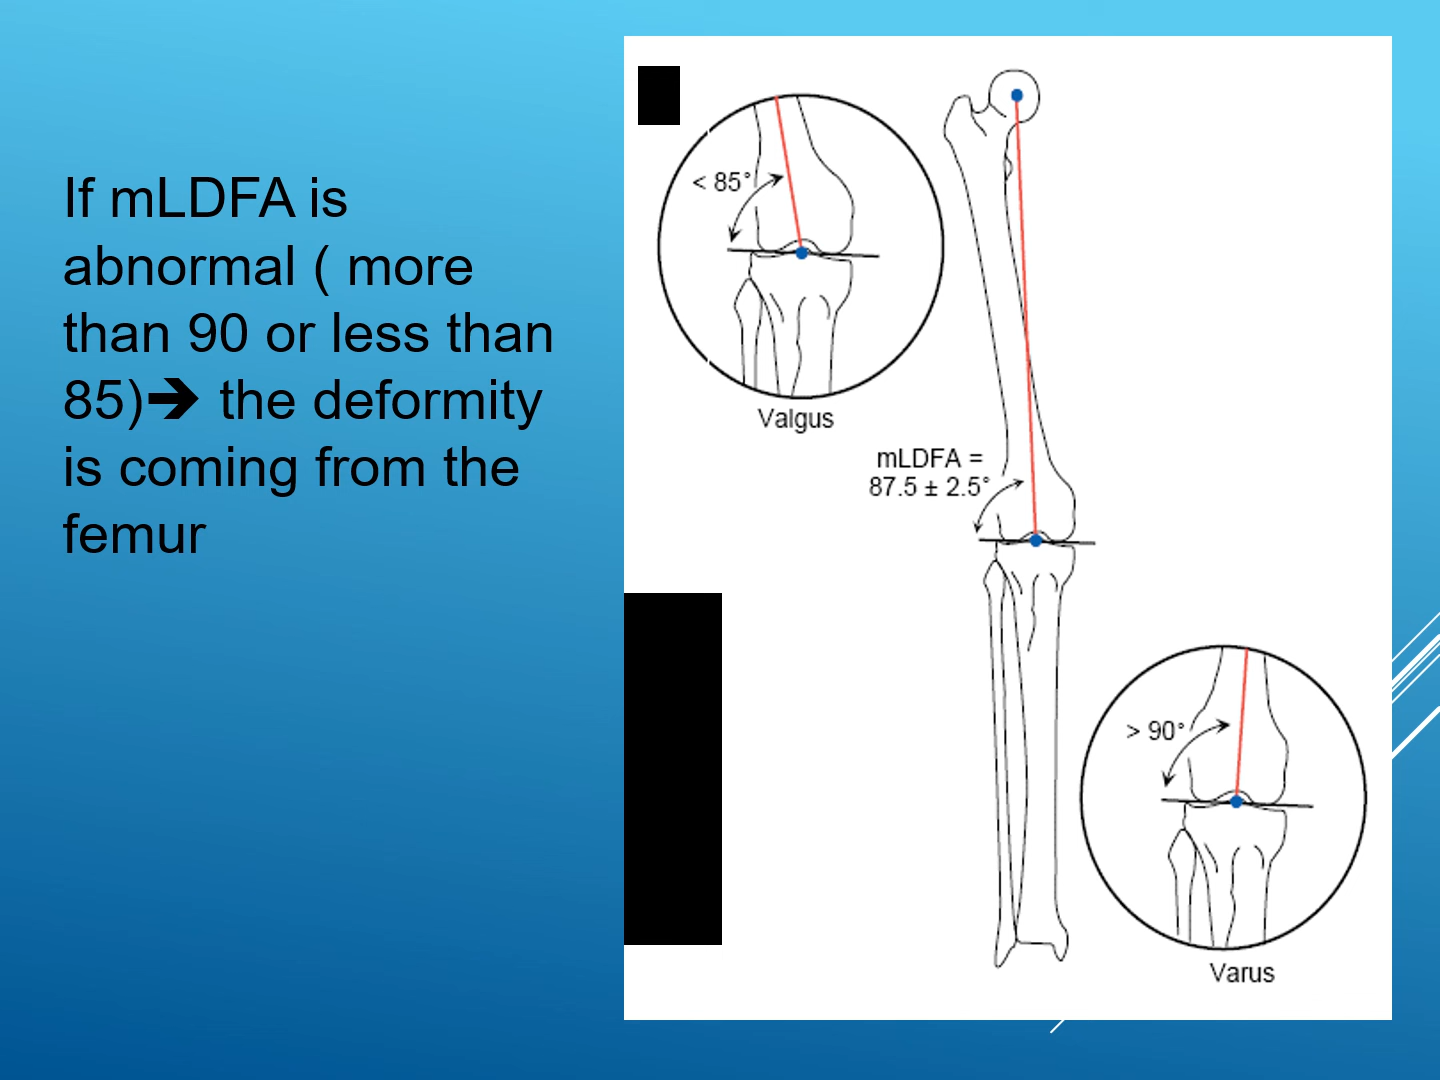 If mLDFA is
abnormal ( more
than 90 or less than
85)🡺 the deformity
is coming from the
femur
< 85°
Valgus
mLDFA =
87.5 ± 2.5°
> 90°
Varus